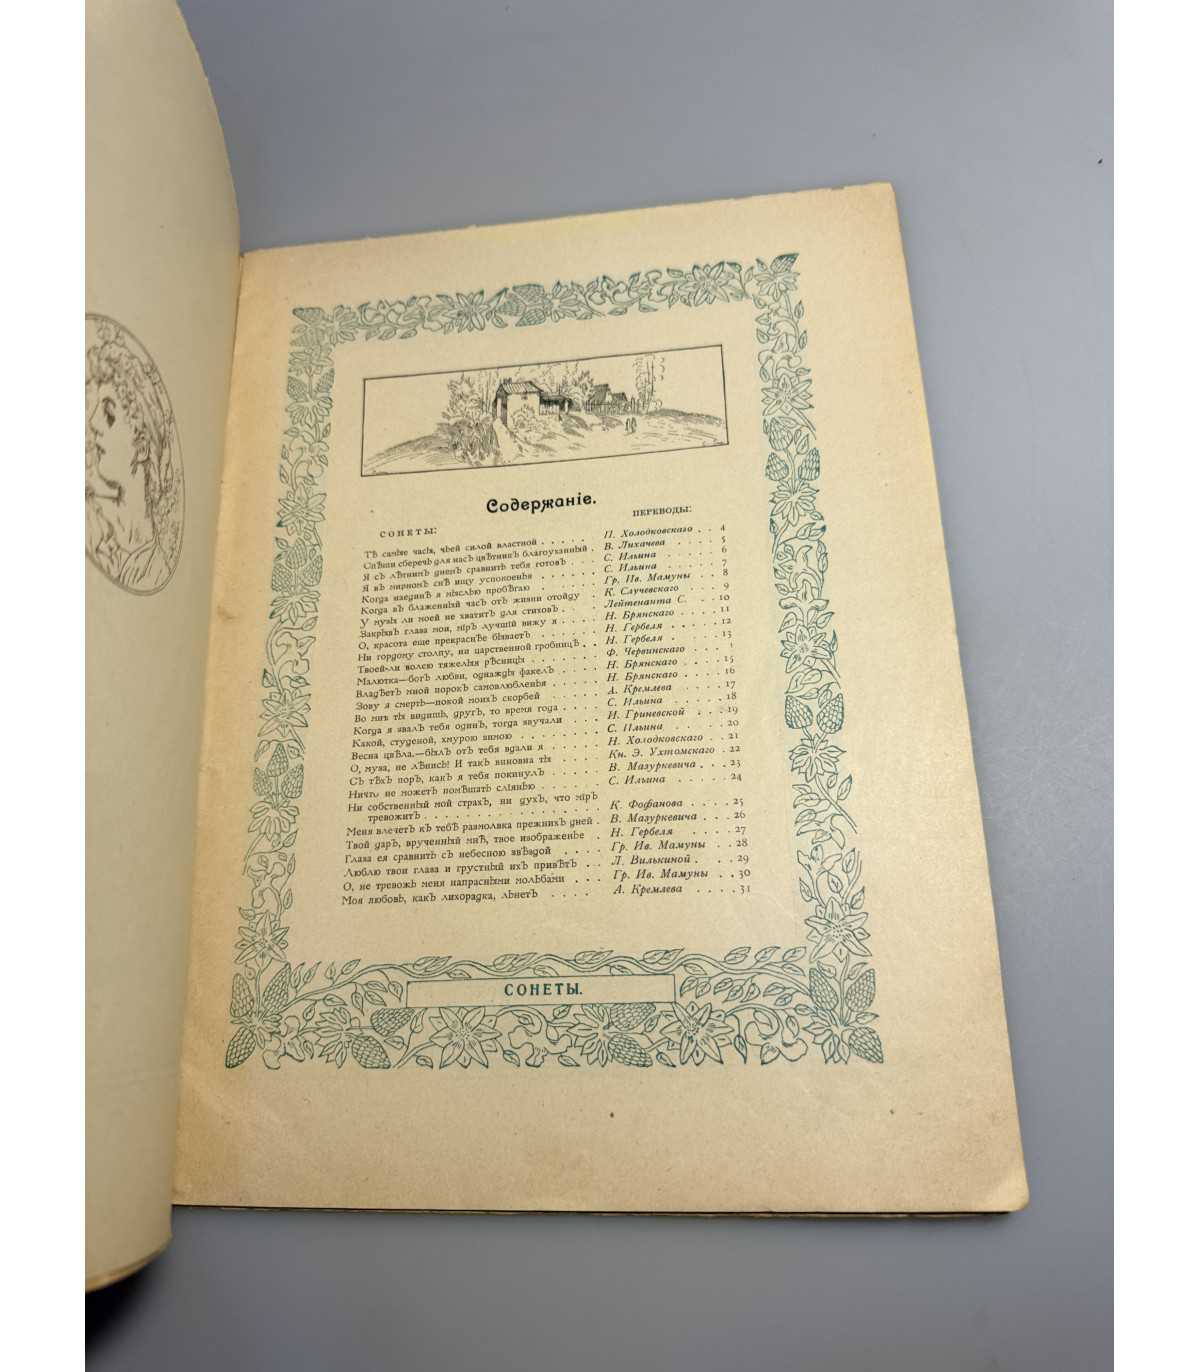 Содержаніе.
СОНЕТЫ:
ПЕРЕВОДЫ:
Тѣ самые часы, чьей силой властной . . . . . Н. Холодковскаго . . 4
Спѣши сберечь для насъ цвѣтникъ благоуханный . В. Лихачева . . . . 5
Я съ лѣтнимъ днемъ сравнить тебя готовъ . . . С. Ильина . . . . . 6
Я въ мирномъ снѣ ищу успокоенья . . . . . . С. Ильина . . . . . 7
Когда наединѣ я мыслью пробѣгаю . . . . . . Гр. Ив. Мамуны . . . 8
Когда въ блаженный часъ отъ жизни отойду . К. Случевскаго . . . 9
У музы ли моей не хватитъ для стиховъ . . . . Лейтенанта С. . . . 10
Закрывъ глава мои, міръ лучшій вижу я . . . . Н. Брянскаго . . . . 11
О, красота еще прекраснѣе бываетъ . . . . . . Н. Гербеля . . . . . 12
Ни гордому столпу, ни царственной гробницѣ . . Н. Гербеля . . . . . 13
Твоей-ли волею тяжелыя рѣсницы . . . . . . . Ф. Червинскаго . . . 1
Малютка—богъ любви, однажды факелъ . . . . Н. Брянскаго . . . . 15
Владѣетъ мной порокъ самовлюбленья . . . . . Н. Брянскаго . . . . 16
Зову я смерть—покой моихъ скорбей . . . . . . А. Кремлева . . . . 17
Во мнѣ ты видишь, другъ, то время года . . . . С. Ильина . . . . . 18
Когда я звалъ тебя одинъ, тогда звучали . . . . И. Гриневской . . . 19
Какой, студеной, хмурою зимою . . . . . . . С. Ильина . . . . . 20
Весна цвѣла,—былъ отъ тебя вдали я . . . . . Н. Холодковскаго . . 21
О, муза, не лѣнись! И такъ виновна ты . . . . Кн. Э. Ухтомскаго . 22
Съ тѣхъ поръ, какъ я тебя покинулъ . . . . . В. Мазуркевича . . . 23
Ничто не можетъ помѣшать сліянью . . . . . . С. Ильина . . . . . 24
Ни собственный мой страхъ, ни духъ, что міръ
тревожитъ . . . . . . . . . . . . . . . К. Фофанова . . . . 25
Меня влечетъ къ тебѣ размолвка прежнихъ дней . В. Мазуркевича . . . 26
Твой даръ, врученный мнѣ, твое изображенье . . Н. Гербеля . . . . 27
Глаза ея сравнить съ небесною звѣздой . . . . . Гр. Ив. Мамуны . . 28
Люблю твои глаза и грустный ихъ привѣтъ . . . Л. Вилькиной . . . . 29
О, не тревожь меня напрасными мольбами . . . Гр. Ив. Мамуны . . 30
Моя любовь, какъ лихорадка, льнетъ . . . . . А. Кремлева . . . . 31
СОНЕТЫ.